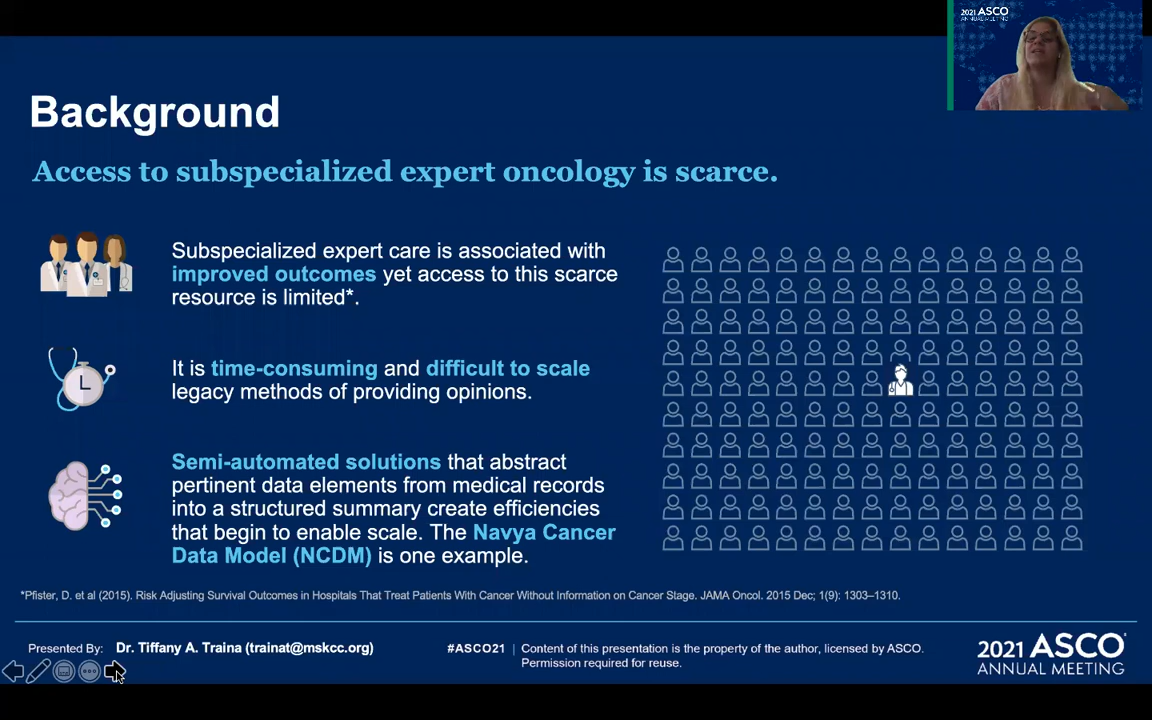 2021 ASCO
ANNUAL MEETING
Background
Access to subspecialized expert oncology is scarce.
Subspecialized expert care is associated with
improved outcomes yet access to this scarce
resource is limited*.
It is time-consuming and difficult to scale
legacy methods of providing opinions.
Semi-automated solutions that abstract
pertinent data elements from medical records
into a structured summary create efficiencies
that begin to enable scale. The Navya Cancer
Data Model (NCDM) is one example.
*Pfister, D. et al (2015). Risk Adjusting Survival Outcomes in Hospitals That Treat Patients With Cancer Without Information on Cancer Stage. JAMA Oncol. 2015 Dec; 1(9): 1303–1310.
Presented By: Dr. Tiffany A. Traina (trainat@mskcc.org)
#ASCO21
Content of this presentation is the property of the author, licensed by ASCO.
Permission required for reuse.
2021 ASCO®
ANNUAL MEETING